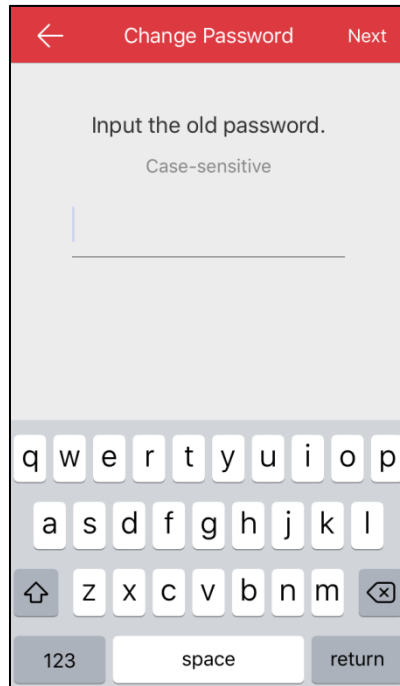 Change Password Next
Input the old password.
Case-sensitive
q w e r t y u i o p
a s d f g h j k l
z x c v b n m
123 space return